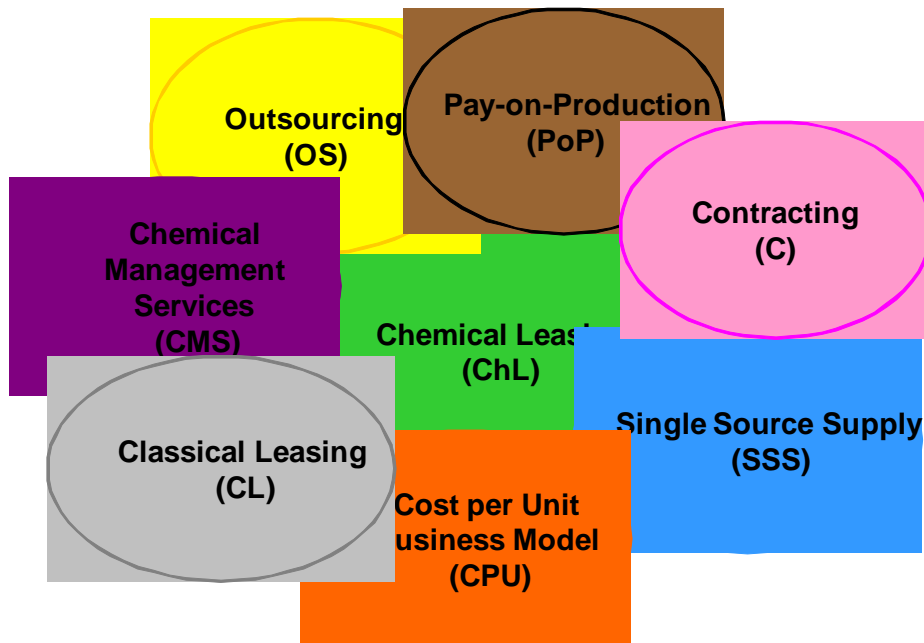 Outsourcing
(OS)
Pay-on-Production
(PoP)
Contracting
(C)
Chemical
Management
Services
(CMS)
Chemical Leasi
(ChL)
Single Source Supply
(SSS)
Classical Leasing
(CL)
Cost per Unit
usiness Model
(CPU)